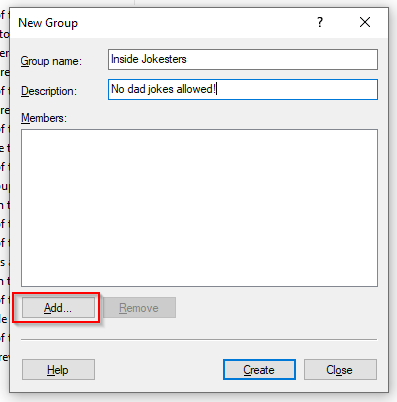 New Group
Group name: Inside Jokesters
Description: No dad jokes allowed!
Members:
Add... Remove
Help Create Close